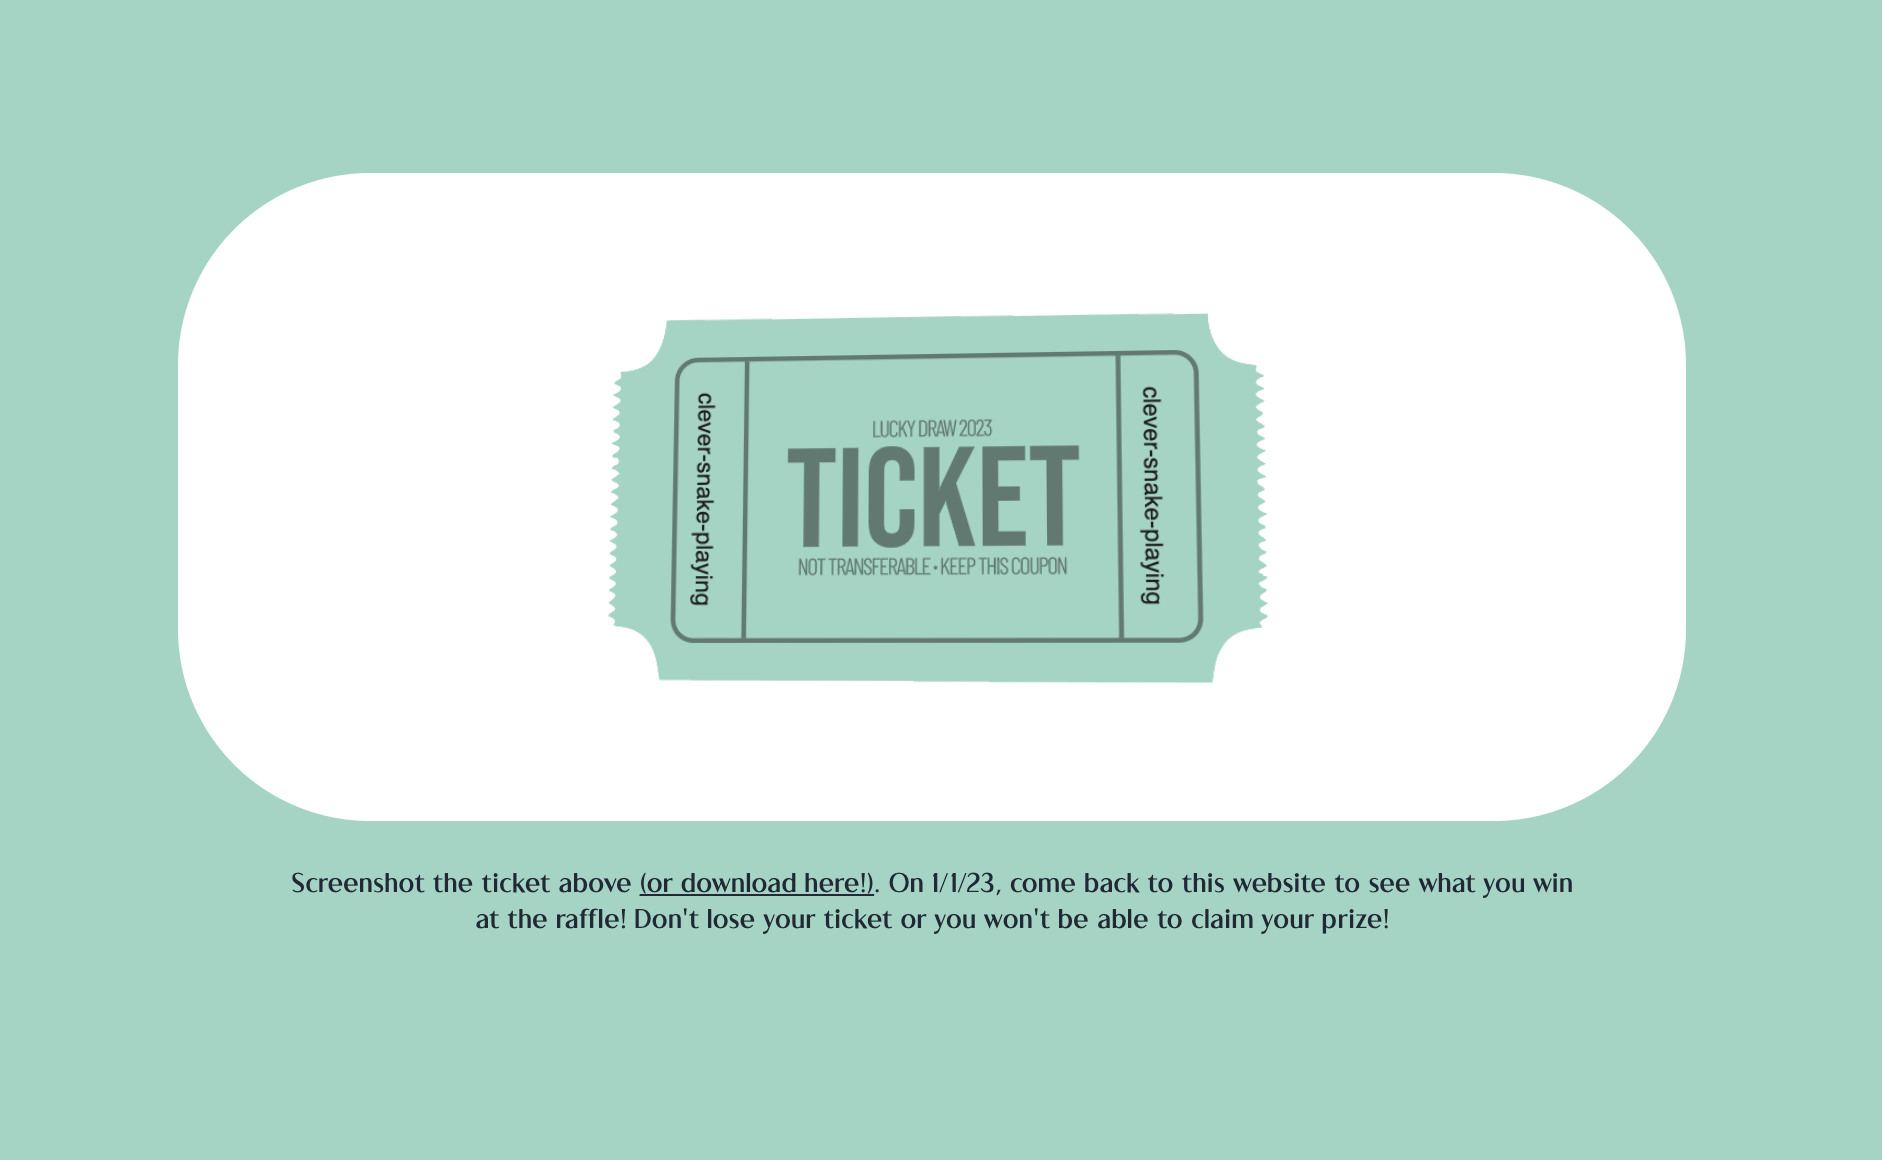 clever-snake-playing
LUCKY DRAW 2023
TICKET
NOT TRANSFERABLE • KEEP THIS COUPON
clever-snake-playing
Screenshot the ticket above (or download here!). On 1/1/23, come back to this website to see what you win
at the raffle! Don't lose your ticket or you won't be able to claim your prize!